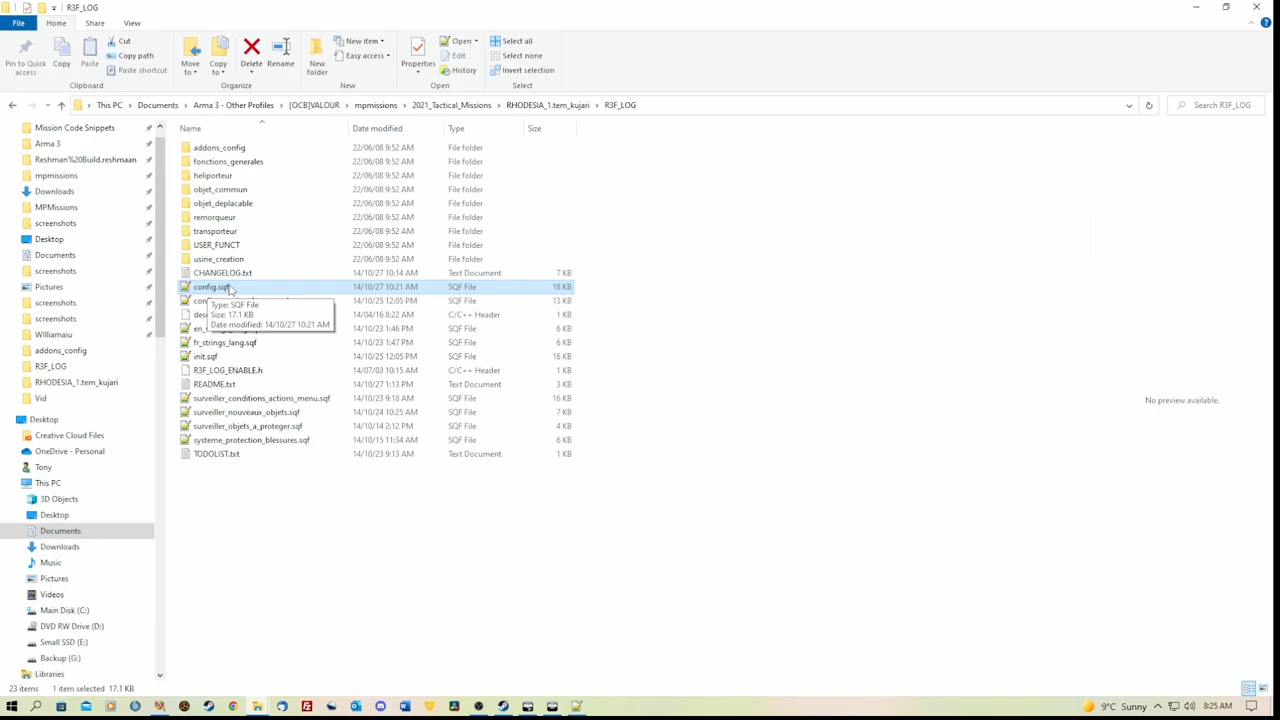 R3F_LOG
File Home Share View
Pin to Quick access
Copy
Paste
Cut
Copy path
Paste shortcut
Move to
Copy to
Delete
Rename
New folder
New item
Easy access
Properties
Open
Edit
History
Select all
Select none
Invert selection
Clipboard Organize New Open Select
This PC > Documents > Arma 3 - Other Profiles > [OCB]VALOUR > mpmissions > 2021_Tactical_Missions > RHODESIA_1.tem_kujari > R3F_LOG
Search R3F_LOG
Mission Code Snippets
Arma 3
Reshman%20Build.reshmaan
mpmissions
Downloads
MPMissions
screenshots
Desktop
Documents
screenshots
Pictures
screenshots
screenshots
Williamaiu
addons_config
R3F_LOG
RHODESIA_1.tem_kujari
Vid
Desktop
Creative Cloud Files
OneDrive - Personal
Tony
This PC
3D Objects
Desktop
Documents
Downloads
Music
Pictures
Videos
Main Disk (C:)
DVD RW Drive (D:)
Small SSD (E:)
Backup (G:)
Libraries
Name Date modified Type Size
addons_config 22/06/08 9:52 AM File folder
fonctions_generales 22/06/08 9:52 AM File folder
heliporteur 22/06/08 9:52 AM File folder
objet_commun 22/06/08 9:52 AM File folder
objet_deplacable 22/06/08 9:52 AM File folder
remorqueur 22/06/08 9:52 AM File folder
transporteur 22/06/08 9:52 AM File folder
USER_FUNCT 22/06/08 9:52 AM File folder
usine_creation 22/06/08 9:52 AM File folder
CHANGELOG.txt 14/10/27 10:14 AM Text Document 7 KB
config.sqf 14/10/27 10:21 AM SQF File 18 KB
14/10/25 12:05 PM SQF File 13 KB
14/04/16 8:22 AM C/C++ Header 1 KB
14/10/23 1:46 PM SQF File 6 KB
Type: SQF File
Size: 17.1 KB
Date modified: 14/10/27 10:21 AM
fr_strings_lang.sqf 14/10/23 1:47 PM SQF File 6 KB
init.sqf 14/10/25 12:05 PM SQF File 16 KB
R3F_LOG_ENABLE.h 14/07/03 10:15 AM C/C++ Header 1 KB
README.txt 14/10/27 1:13 PM Text Document 3 KB
surveiller_conditions_actions_menu.sqf 14/10/23 9:18 AM SQF File 16 KB
surveiller_nouveaux_objets.sqf 14/10/24 10:25 AM SQF File 7 KB
surveiller_objets_a_proteger.sqf 14/10/14 2:12 PM SQF File 4 KB
systeme_protection_blessures.sqf 14/10/15 11:34 AM SQF File 6 KB
TODOLIST.txt 14/10/23 9:13 AM Text Document 1 KB
No preview available.
23 items 1 item selected 17.1 KB
9°C Sunny 8:25 AM